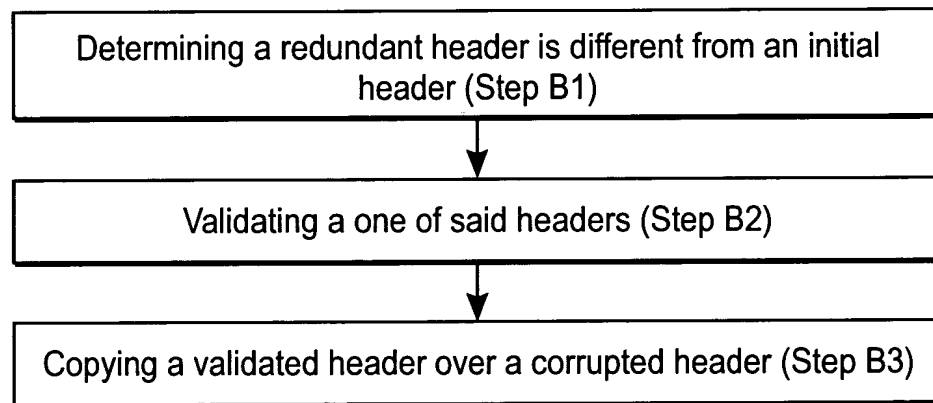 Determining a redundant header is different from an initial
header (Step B1)
Validating a one of said headers (Step B2)
Copying a validated header over a corrupted header (Step B3)